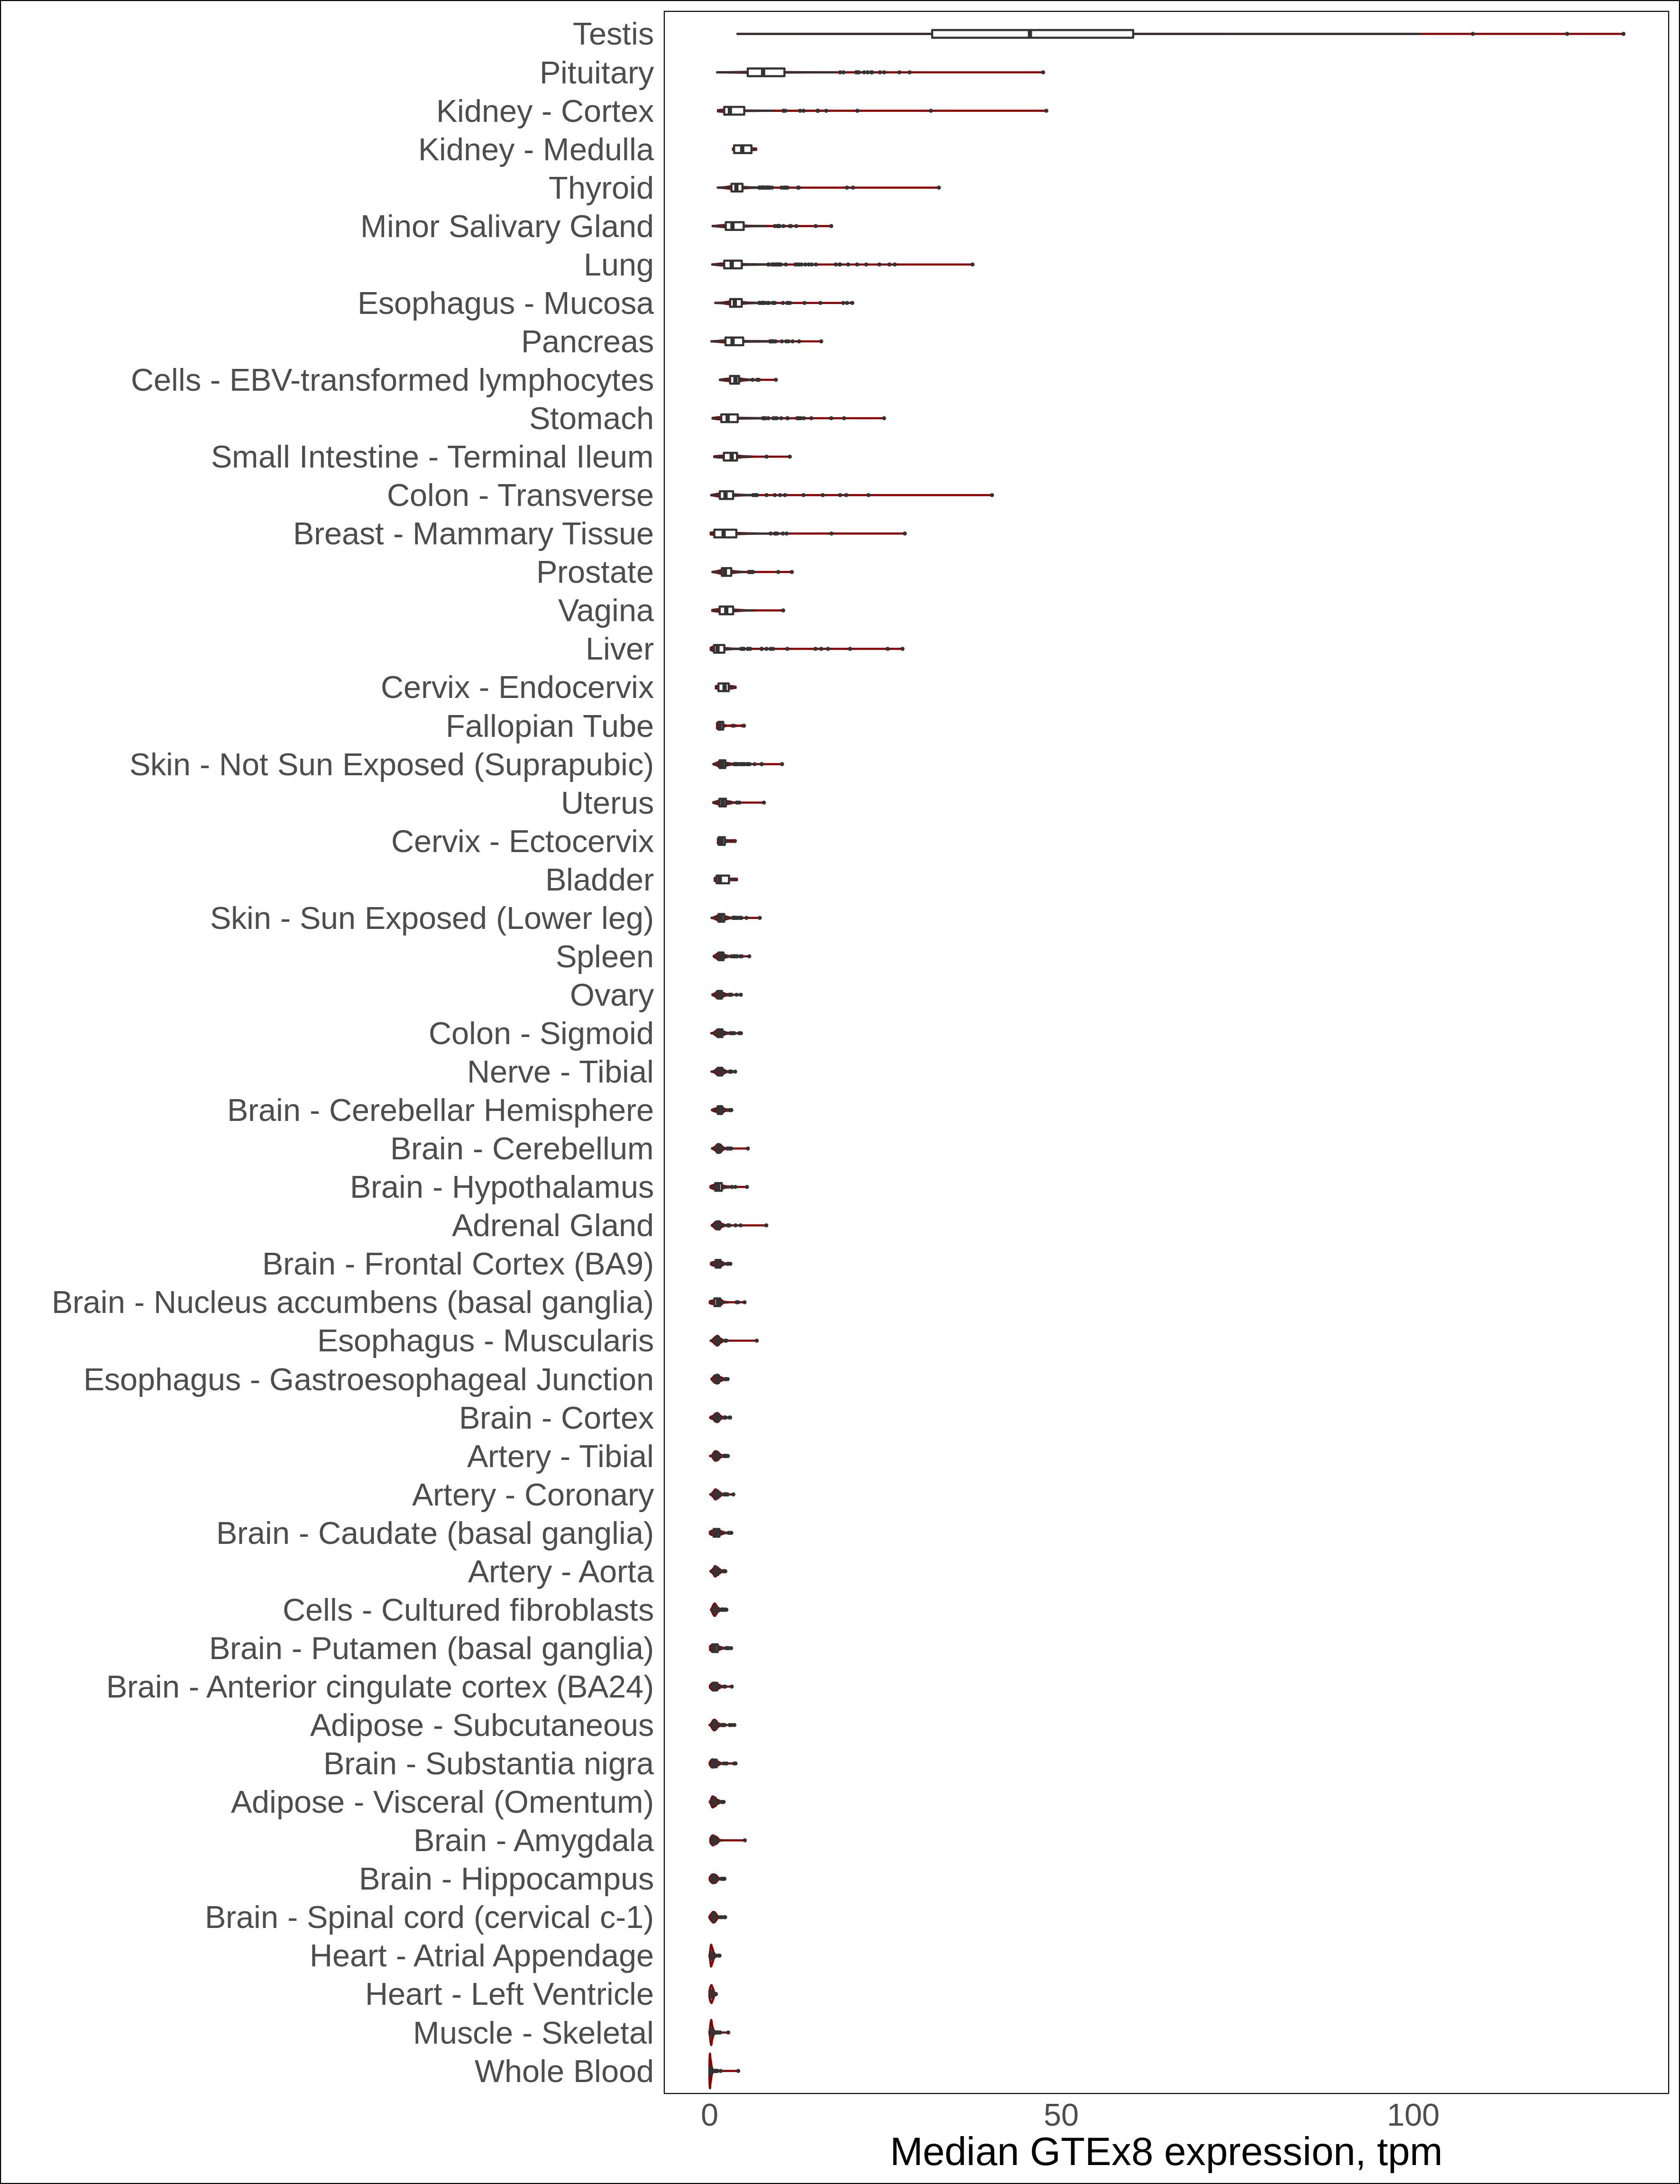 Testis
Pituitary
Kidney - Cortex
Kidney - Medulla
Thyroid
Minor Salivary Gland
Lung
Esophagus - Mucosa
Pancreas
Cells - EBV-transformed lymphocytes
Stomach
Small Intestine - Terminal Ileum
Colon - Transverse
Breast - Mammary Tissue
Prostate
Vagina
Liver
Cervix - Endocervix
Fallopian Tube
Skin - Not Sun Exposed (Suprapubic)
Uterus
Cervix - Ectocervix
Bladder
Skin - Sun Exposed (Lower leg)
Spleen
Ovary
Colon - Sigmoid
Nerve - Tibial
Brain - Cerebellar Hemisphere
Brain - Cerebellum
Brain - Hypothalamus
Adrenal Gland
Brain - Frontal Cortex (BA9)
Brain - Nucleus accumbens (basal ganglia)
Esophagus - Muscularis
Esophagus - Gastroesophageal Junction
Brain - Cortex
Artery - Tibial
Artery - Coronary
Brain - Caudate (basal ganglia)
Artery - Aorta
Cells - Cultured fibroblasts
Brain - Putamen (basal ganglia)
Brain - Anterior cingulate cortex (BA24)
Adipose - Subcutaneous
Brain - Substantia nigra
Adipose - Visceral (Omentum)
Brain - Amygdala
Brain - Hippocampus
Brain - Spinal cord (cervical c-1)
Heart - Atrial Appendage
Heart - Left Ventricle
Muscle - Skeletal
Whole Blood
0 50 100
Median GTEx8 expression, tpm